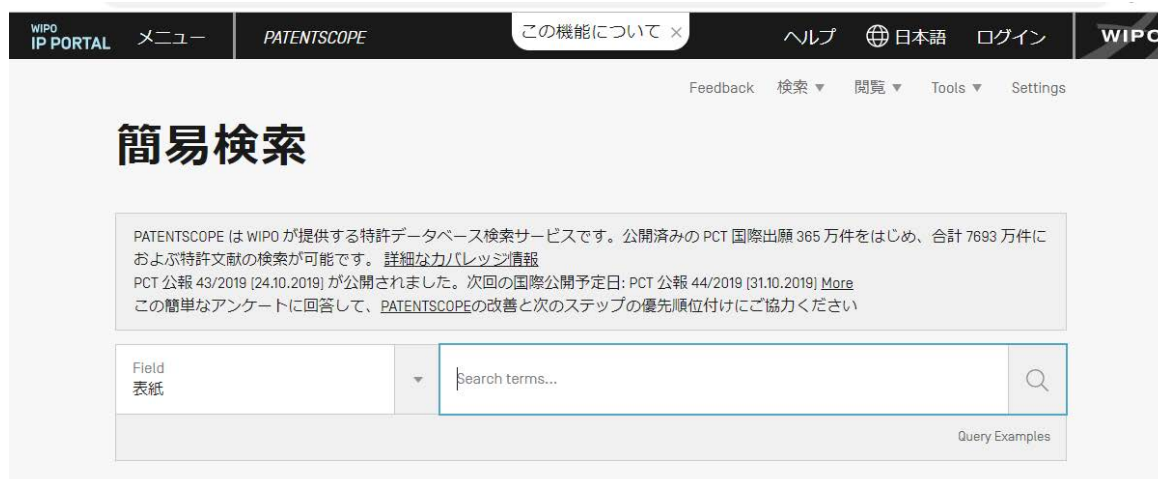 WIPO
IP PORTAL メニュー PATENTSCOPE この機能について × ヘルプ 日本語 ログイン WIPO
Feedback 検索 ▼ 閲覧 ▼ Tools ▼ Settings
簡易検索
PATENTSCOPE は WIPO が提供する特許データベース検索サービスです。公開済みの PCT 国際出願 365 万件をはじめ、合計 7693 万件に
およぶ特許文献の検索が可能です。 詳細なカバレッジ情報
PCT 公報 43/2019 (24.10.2019) が公開されました。次回の国際公開予定日: PCT 公報 44/2019 (31.10.2019) More
この簡単なアンケートに回答して、PATENTSCOPEの改善と次のステップの優先順位付けにご協力ください
Field
表紙
Search terms...
Query Examples